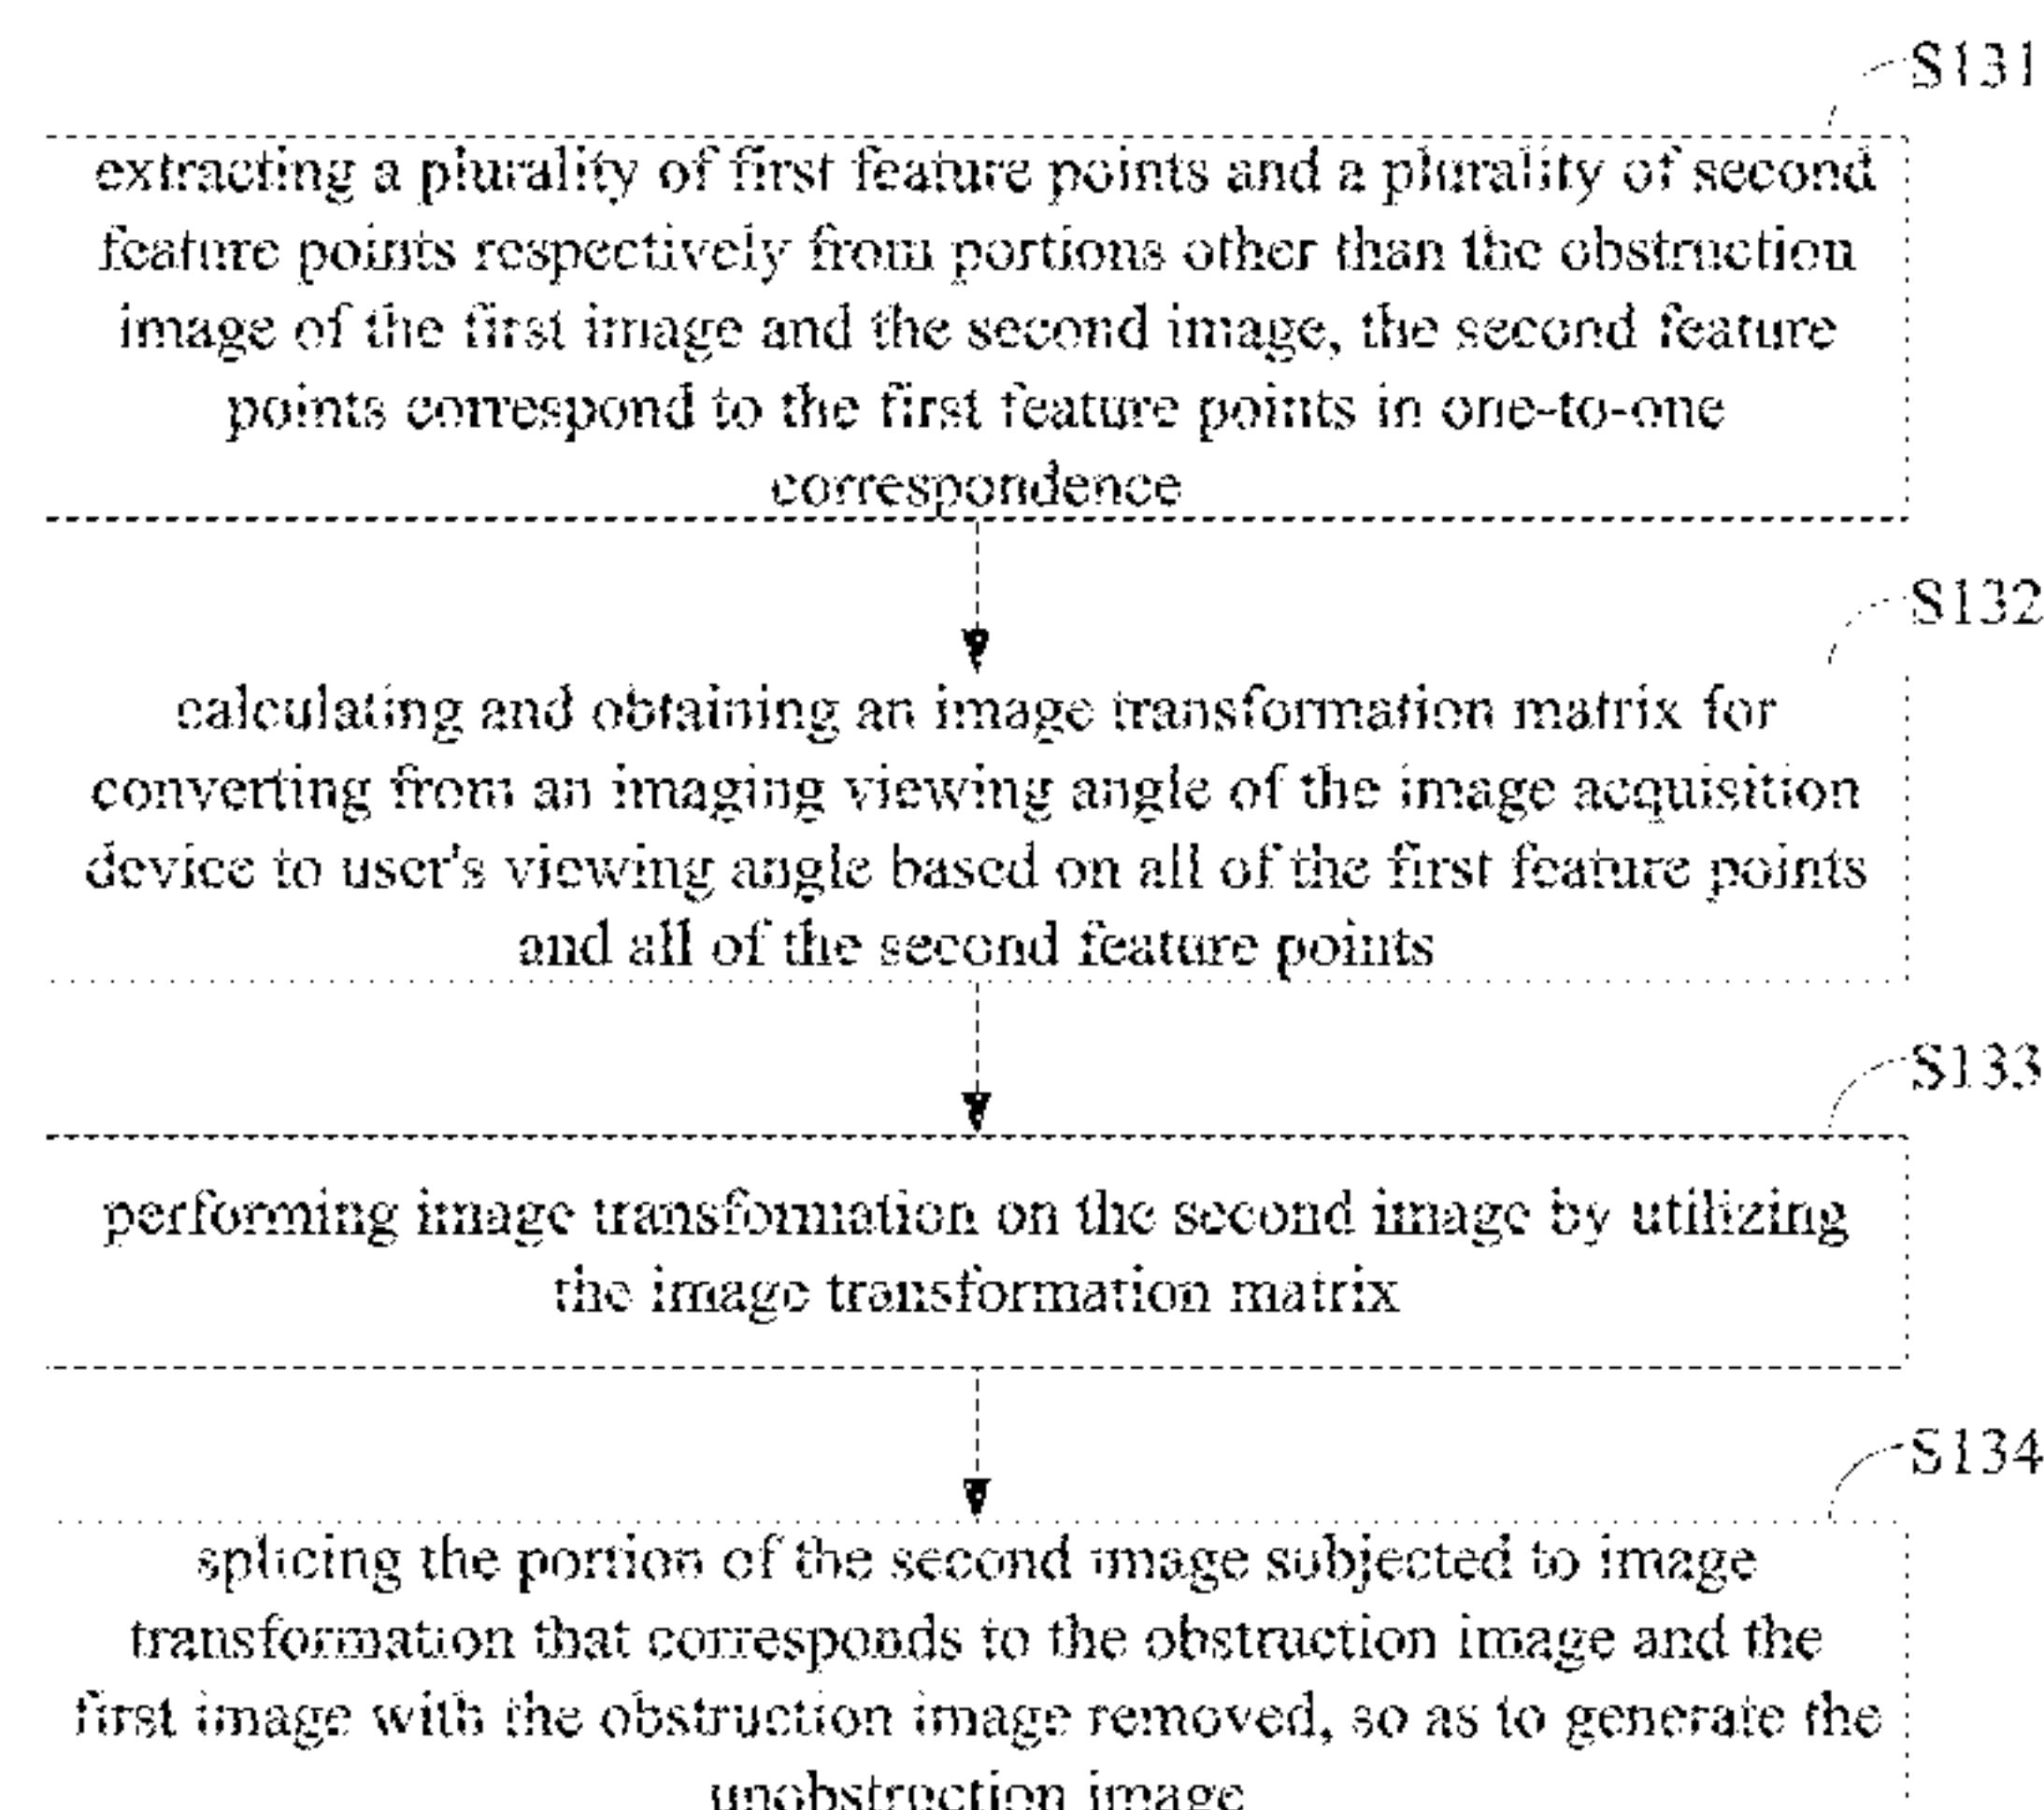 S131
extracting a plurality of first feature points and a plurality of second
feature points respectively from portions other than the obstruction
image of the first image and the second image, the second feature
points correspond to the first feature points in one-to-one
correspondence
S132
calculating and obtaining an image transformation matrix for
converting from an imaging viewing angle of the image acquisition
device to user's viewing angle based on all of the first feature points
and all of the second feature points
S133
performing image transformation on the second image by utilizing
the image transformation matrix
S134
splicing the portion of the second image subjected to image
transformation that corresponds to the obstruction image and the
first image with the obstruction image removed, so as to generate the
unobstruction image